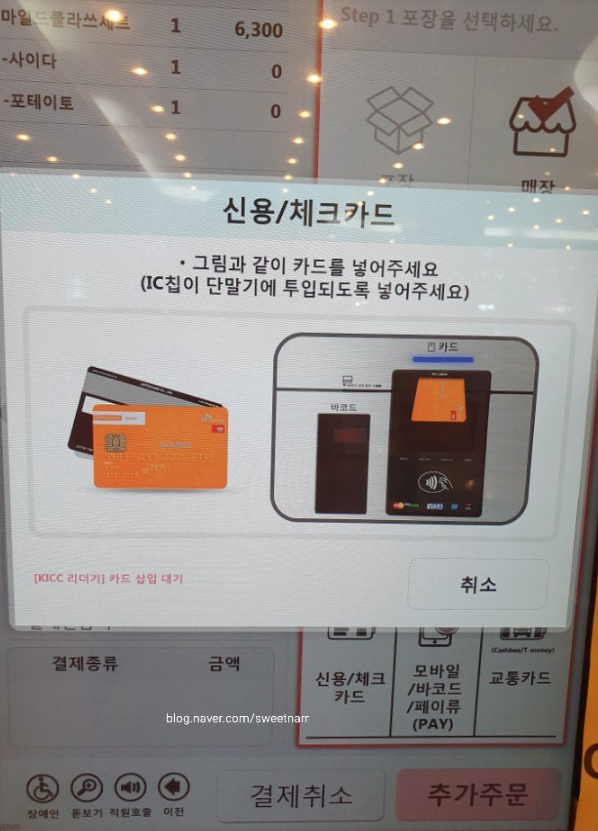 마일드클라쓰세트 1 6,300
-사이다 1 0
-포테이토 1 0
Step 1 포장을 선택하세요.
매장
신용/체크카드
• 그림과 같이 카드를 넣어주세요
(IC칩이 단말기에 투입되도록 넣어주세요)
카드
바코드
VISA
[KICC 리더기] 카드 삽입 대기
취소
결제종류 금액
신용/체크
카드
모바일
/바코드
/페이류
(PAY)
(Cashbee/T-money)
교통카드
blog.naver.com/sweetnarr
장애인 돋보기 직원호출 이전
결제취소
추가주문